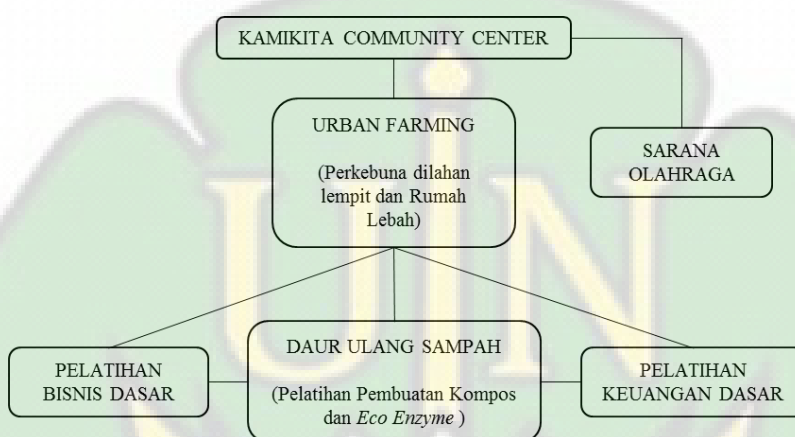 KAMIKITA COMMUNITY CENTER
URBAN FARMING
(Perkebuna dilahan
lempit dan Rumah
Lebah)
SARANA
OLAHRAGA
PELATIHAN
BISNIS DASAR
DAUR ULANG SAMPAH
(Pelatihan Pembuatan Kompos
dan Eco Enzyme )
PELATIHAN
KEUANGAN DASAR
UIN